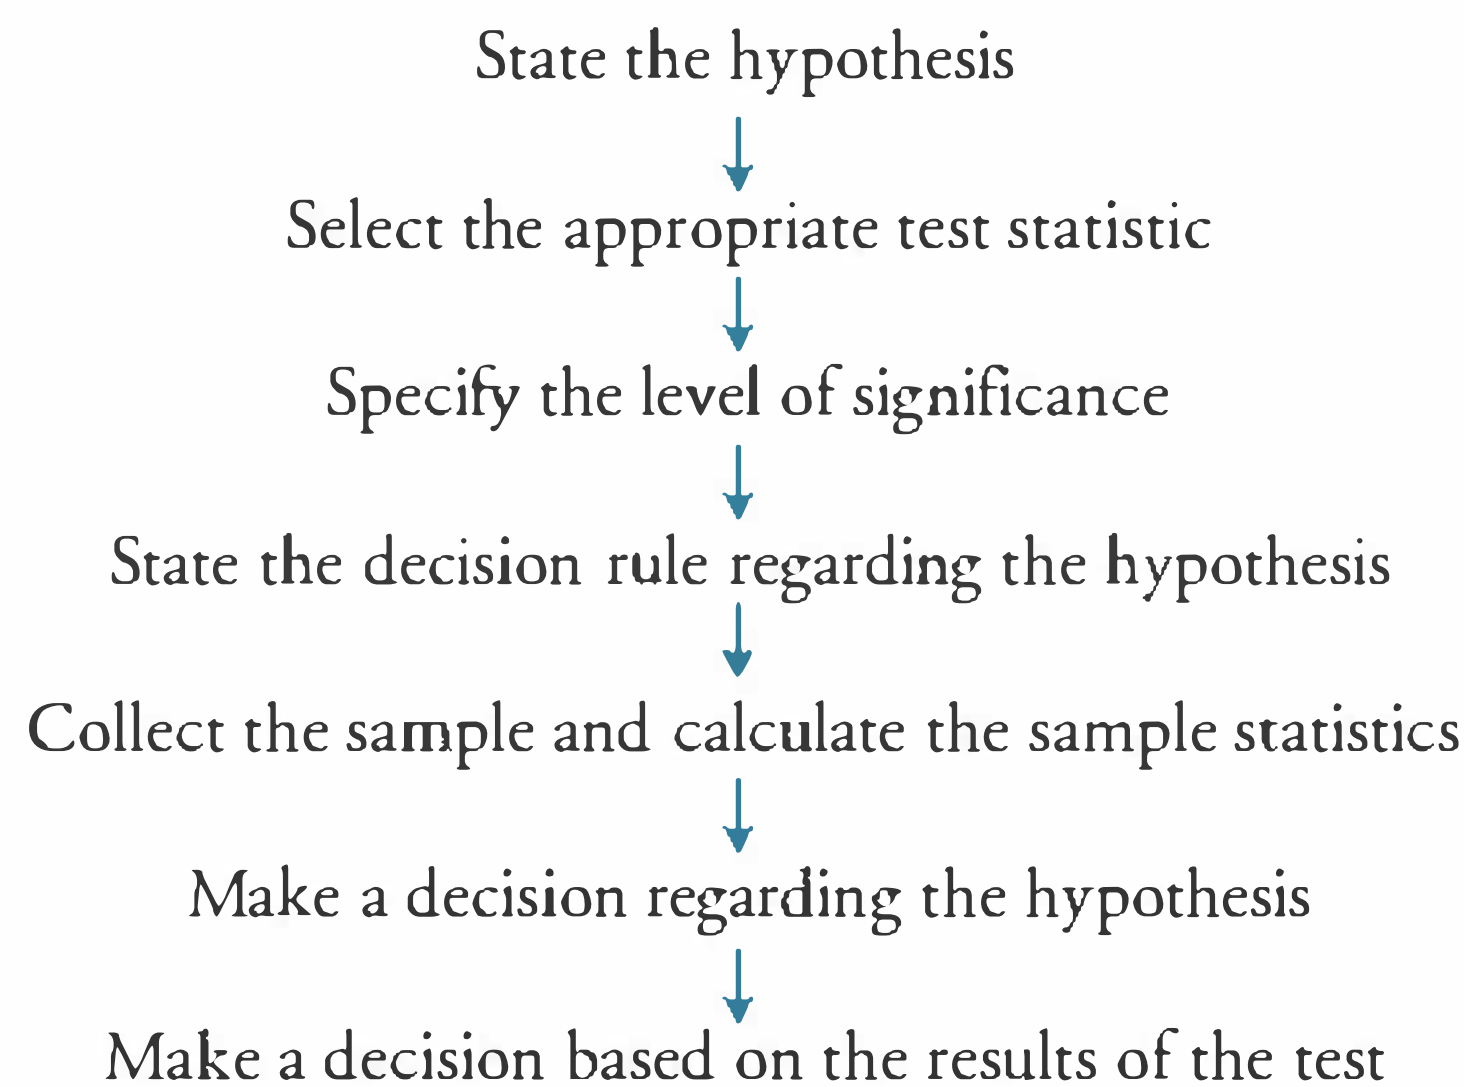 State the hypothesis
Select the appropriate test statistic
Specify the level of significance
State the decision rule regarding the hypothesis
Collect the sample and calculate the sample statistics
Make a decision regarding the hypothesis
Make a decision based on the results of the test